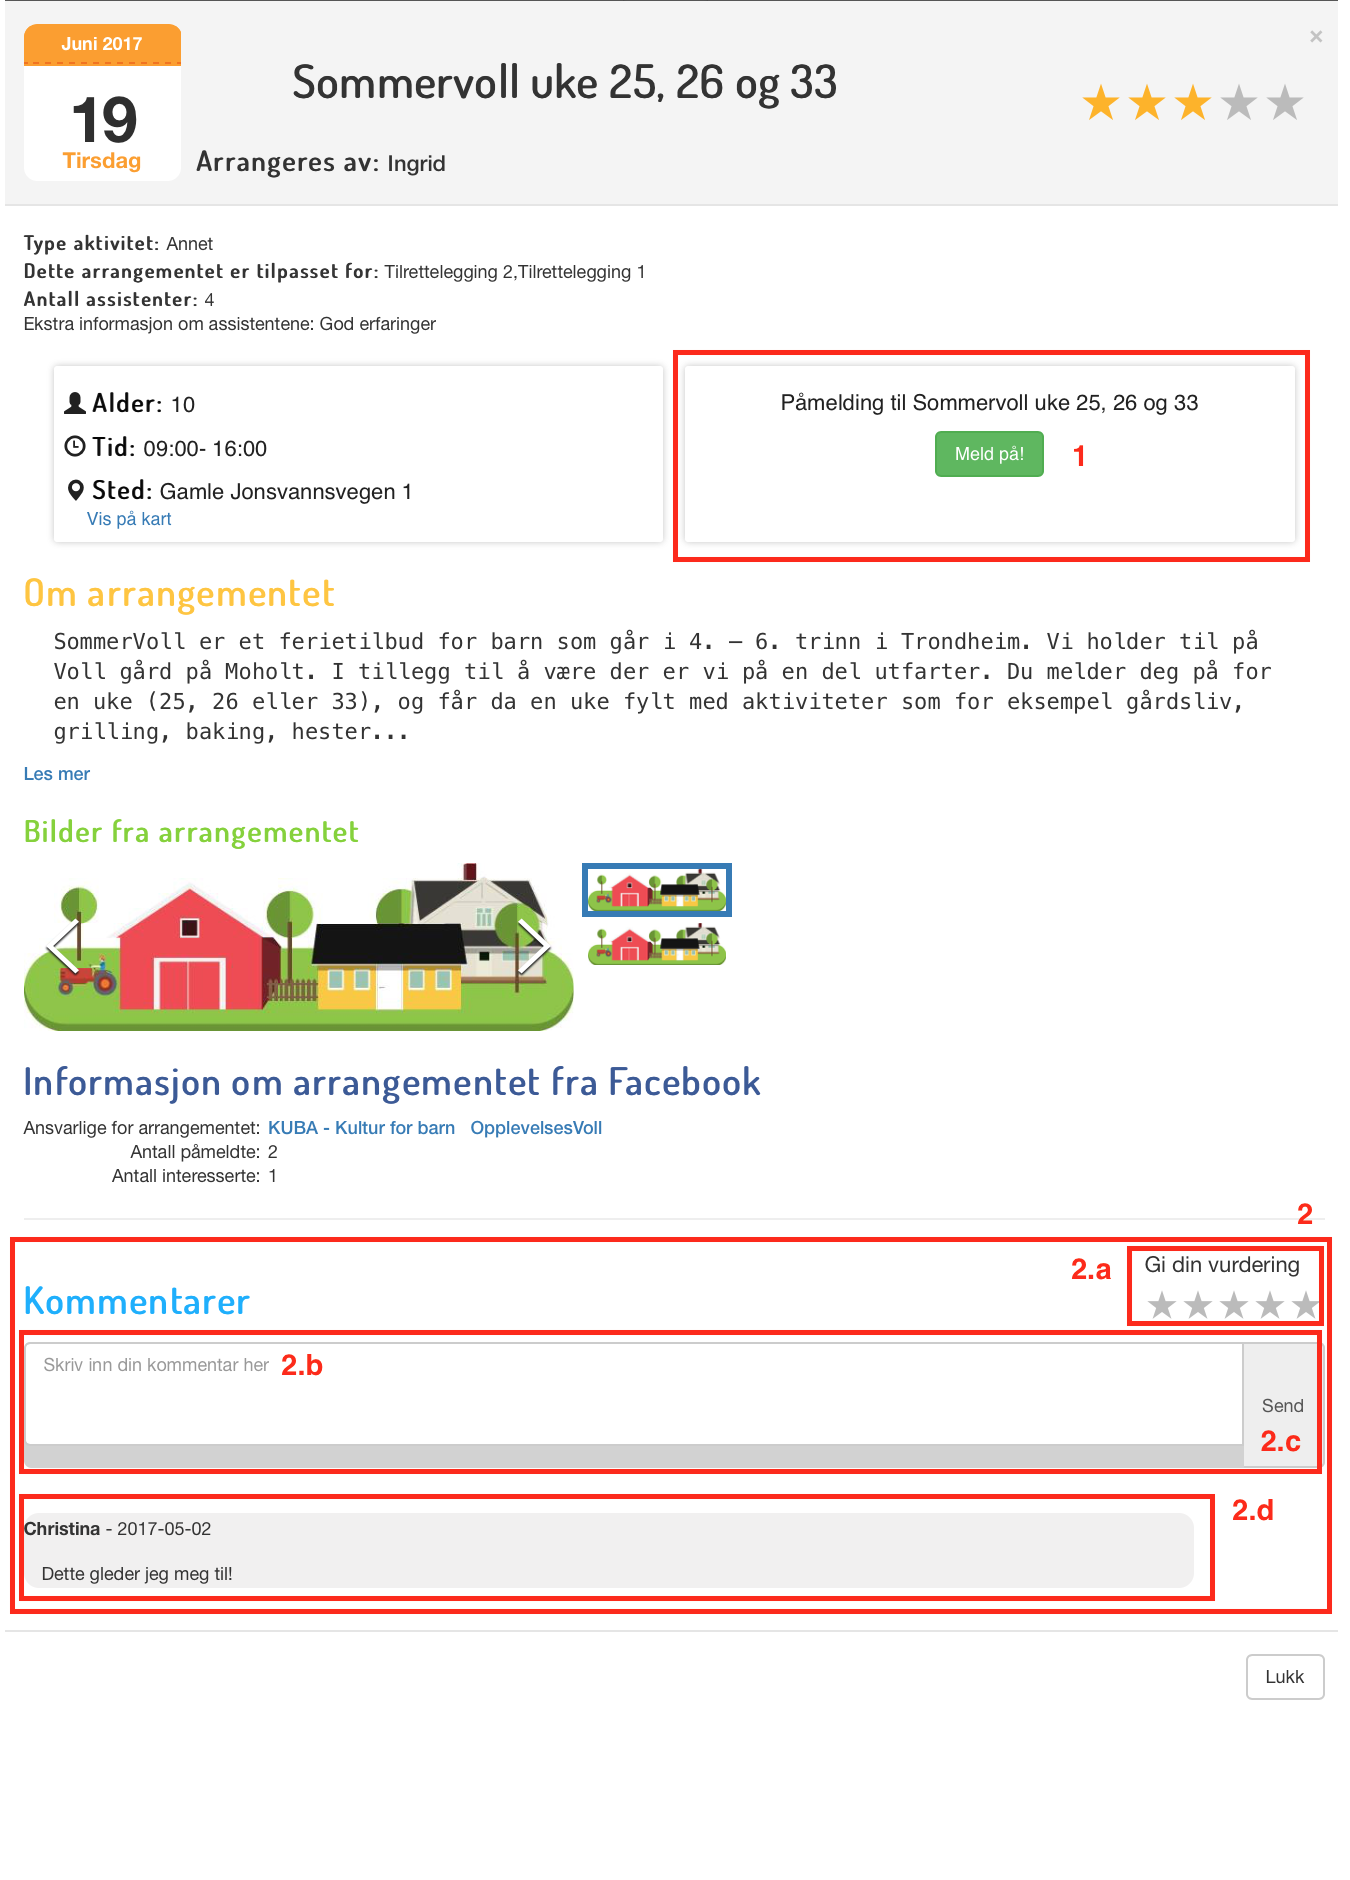 Juni 2017
19
Tirsdag
×
Sommervoll uke 25, 26 og 33
Arrangeres av: Ingrid
Type aktivitet: Annet
Dette arrangementet er tilpasset for: Tilrettelegging 2,Tilrettelegging 1
Antall assistenter: 4
Ekstra informasjon om assistentene: God erfaringer
Alder: 10
Tid: 09:00- 16:00
Sted: Gamle Jonsvannsvegen 1
Vis på kart
Påmelding til Sommervoll uke 25, 26 og 33
Meld på! 1
Om arrangementet
SommerVoll er et ferietilbud for barn som går i 4. – 6. trinn i Trondheim. Vi holder til på
Voll gård på Moholt. I tillegg til å være der er vi på en del utfarter. Du melder deg på for
en uke (25, 26 eller 33), og får da en uke fylt med aktiviteter som for eksempel gårdsliv,
grilling, baking, hester...
Les mer
Bilder fra arrangementet
Informasjon om arrangementet fra Facebook
Ansvarlige for arrangementet: KUBA - Kultur for barn OpplevelsesVoll
Antall påmeldte: 2
Antall interesserte: 1
2
2.a Gi din vurdering
Kommentarer
Skriv inn din kommentar her 2.b
Send
2.c
2.d
Christina - 2017-05-02
Dette gleder jeg meg til!
Lukk